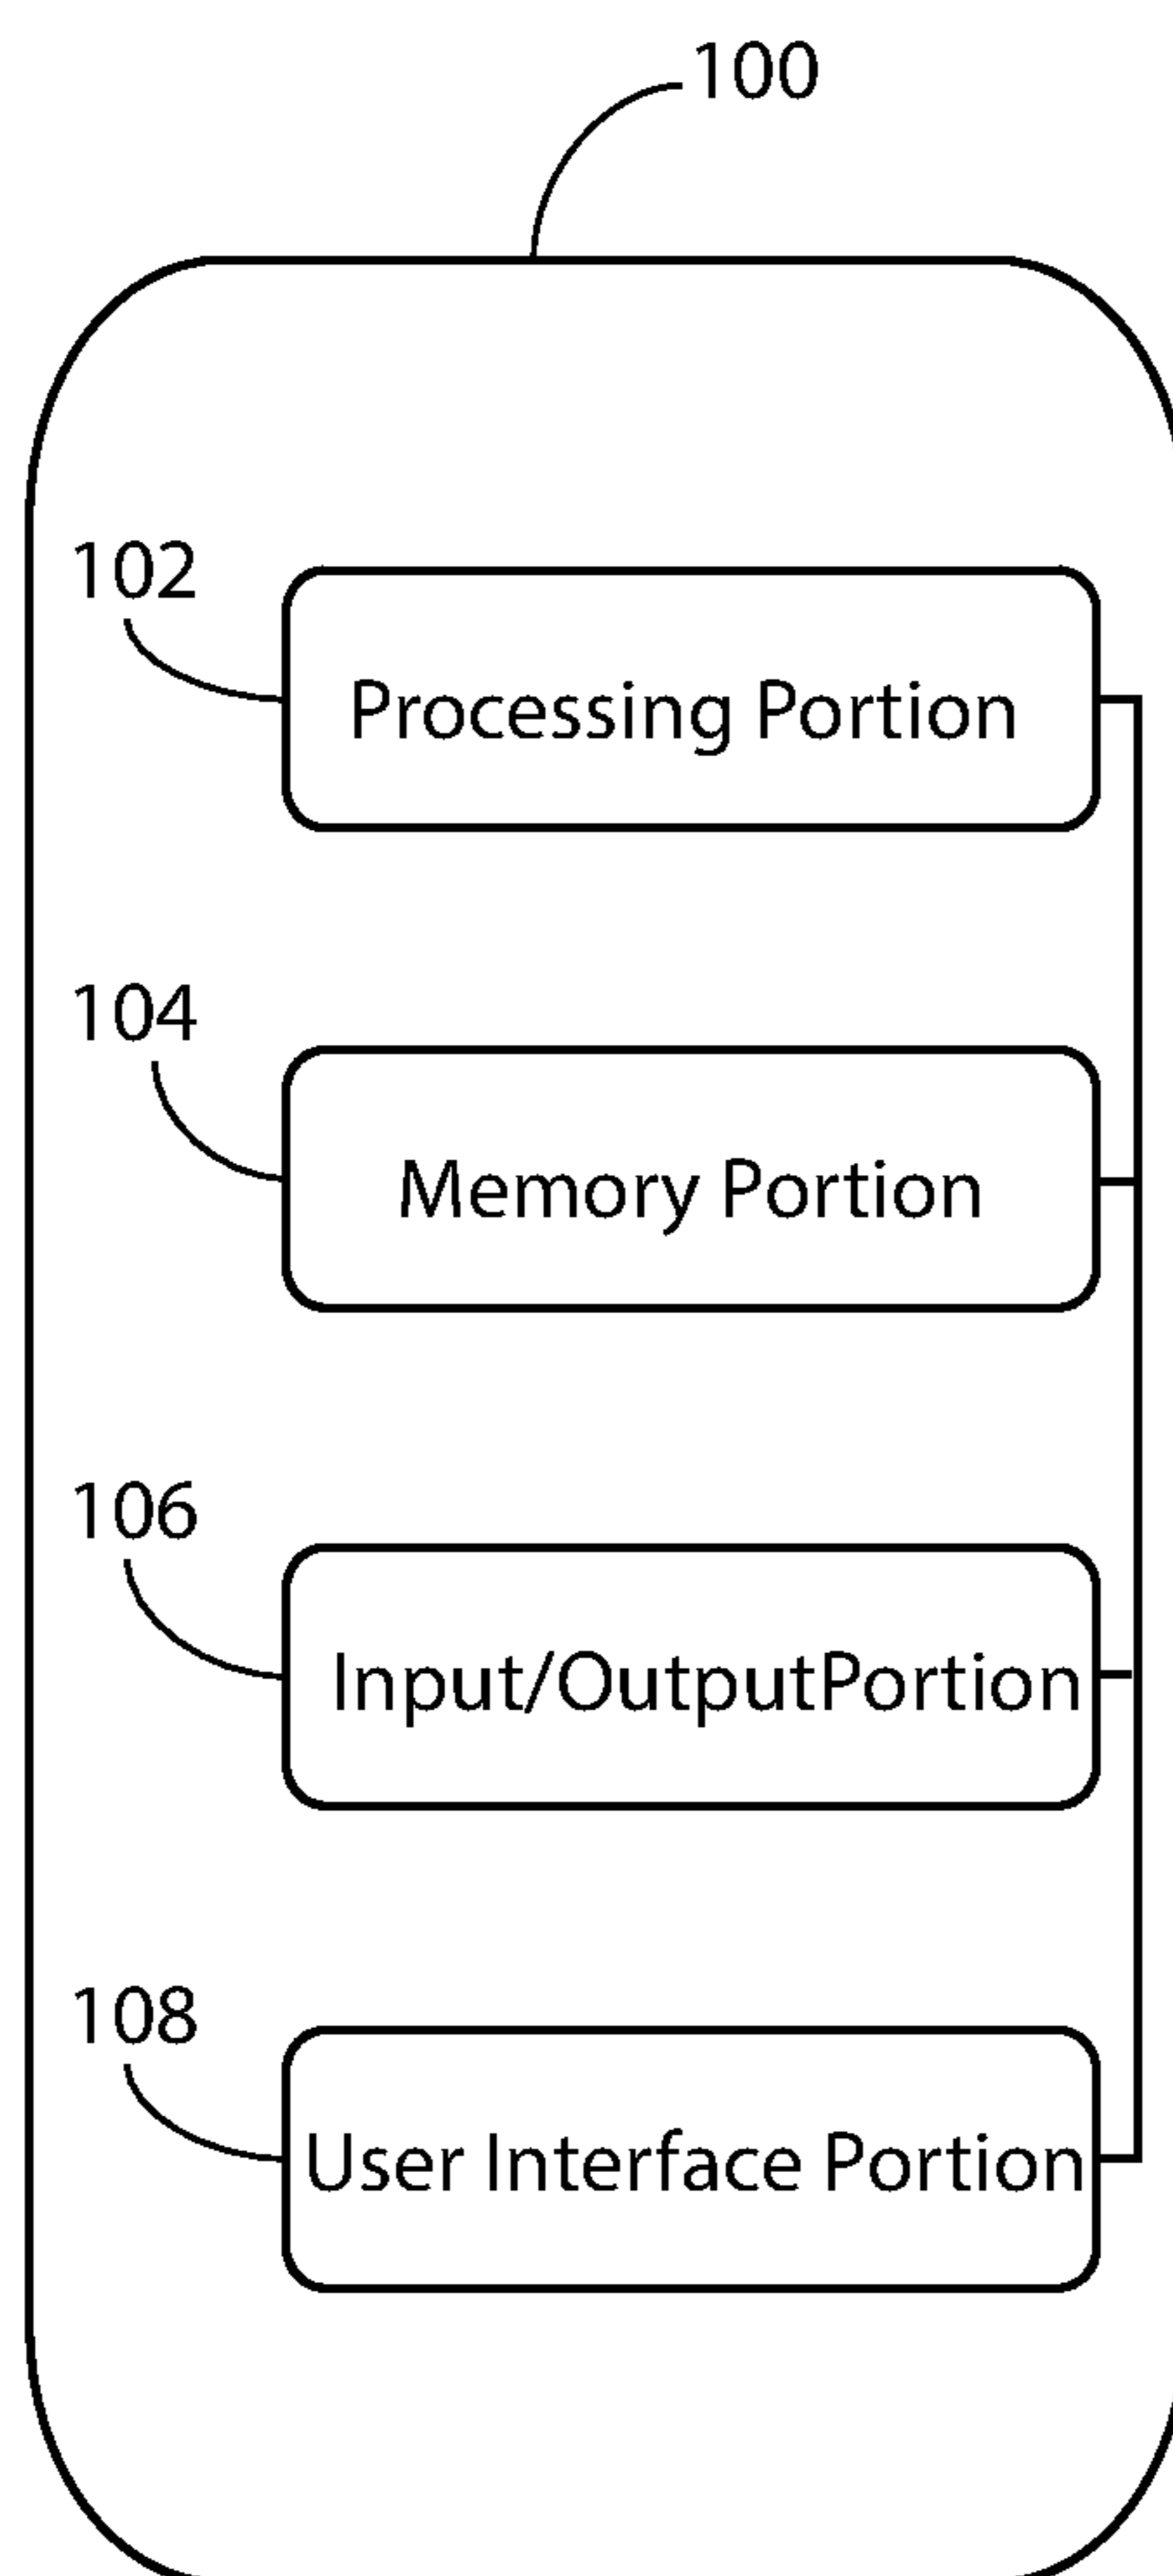 100
102
Processing Portion
104
Memory Portion
106
Input/OutputPortion
108
User Interface Portion